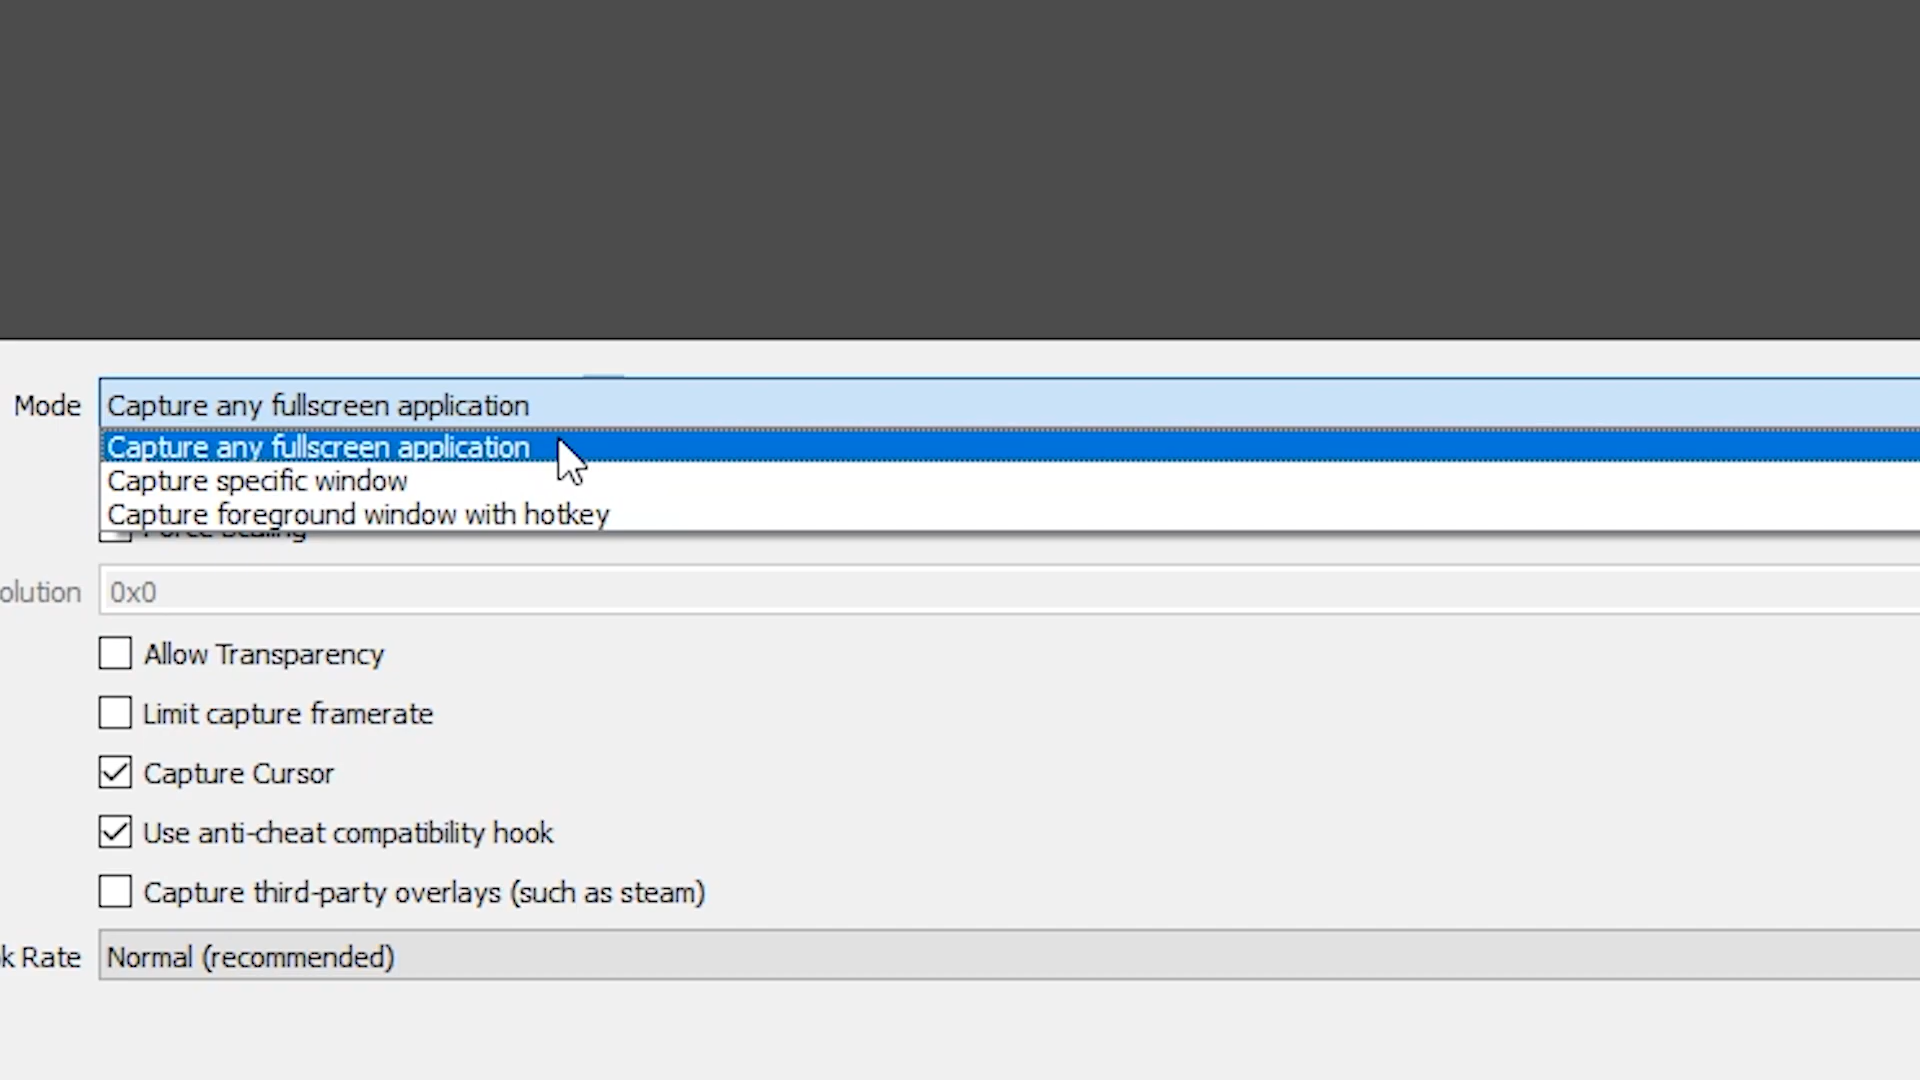 Mode
Capture any fullscreen application
Capture any fullscreen application
Capture specific window
Capture foreground window with hotkey
Force Scaling
olution
0x0
Allow Transparency
Limit capture framerate
Capture Cursor
Use anti-cheat compatibility hook
Capture third-party overlays (such as steam)
k Rate
Normal (recommended)